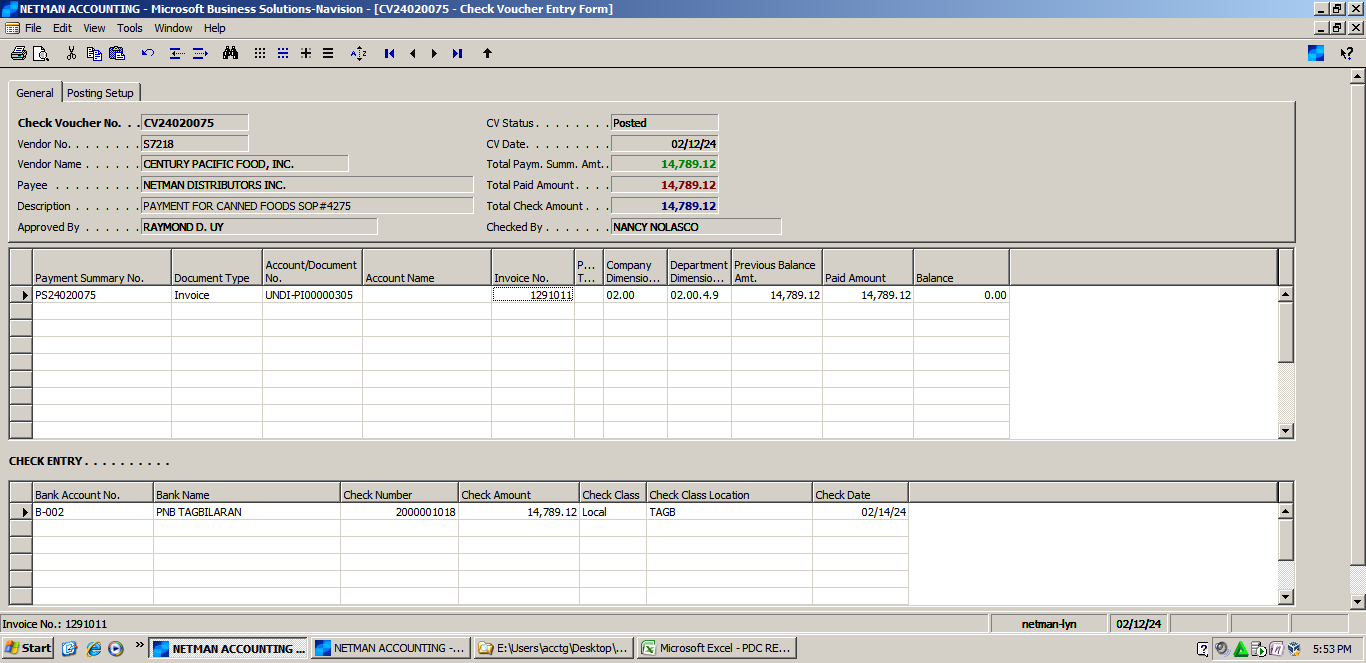 NETMAN ACCOUNTING - Microsoft Business Solutions-Navision - [CV24020075 - Check Voucher Entry Form]
File Edit View Tools Window Help
General Posting Setup
Check Voucher No. . . CV24020075 CV Status . . . . . . . . Posted
Vendor No. . . . . . . . S7218 CV Date. . . . . . . . . 02/12/24
Vendor Name . . . . . . CENTURY PACIFIC FOOD, INC. Total Paym. Summ. Amt. . 14,789.12
Payee . . . . . . . . . NETMAN DISTRIBUTORS INC. Total Paid Amount . . . . 14,789.12
Description . . . . . . . PAYMENT FOR CANNED FOODS SOP#4275 Total Check Amount . . . 14,789.12
Approved By . . . . . . RAYMOND D. UY Checked By . . . . . . . NANCY NOLASCO
Payment Summary No. Document Type Account/Document No. Account Name Invoice No. P... T... Company Dimensio... Department Dimensio... Previous Balance Amt. Paid Amount Balance
PS24020075 Invoice UNDI-PI00000305 1291011 02.00 02.00.4.9 14,789.12 14,789.12 0.00
CHECK ENTRY . . . . . . . . . .
Bank Account No. Bank Name Check Number Check Amount Check Class Check Class Location Check Date
B-002 PNB TAGBILARAN 2000001018 14,789.12 Local TAGB 02/14/24
Invoice No.: 1291011 netman-lyn 02/12/24
Start » NETMAN ACCOUNTING ... NETMAN ACCOUNTING -... E:\Users\acctg\Desktop\... Microsoft Excel - PDC RE... 5:53 PM